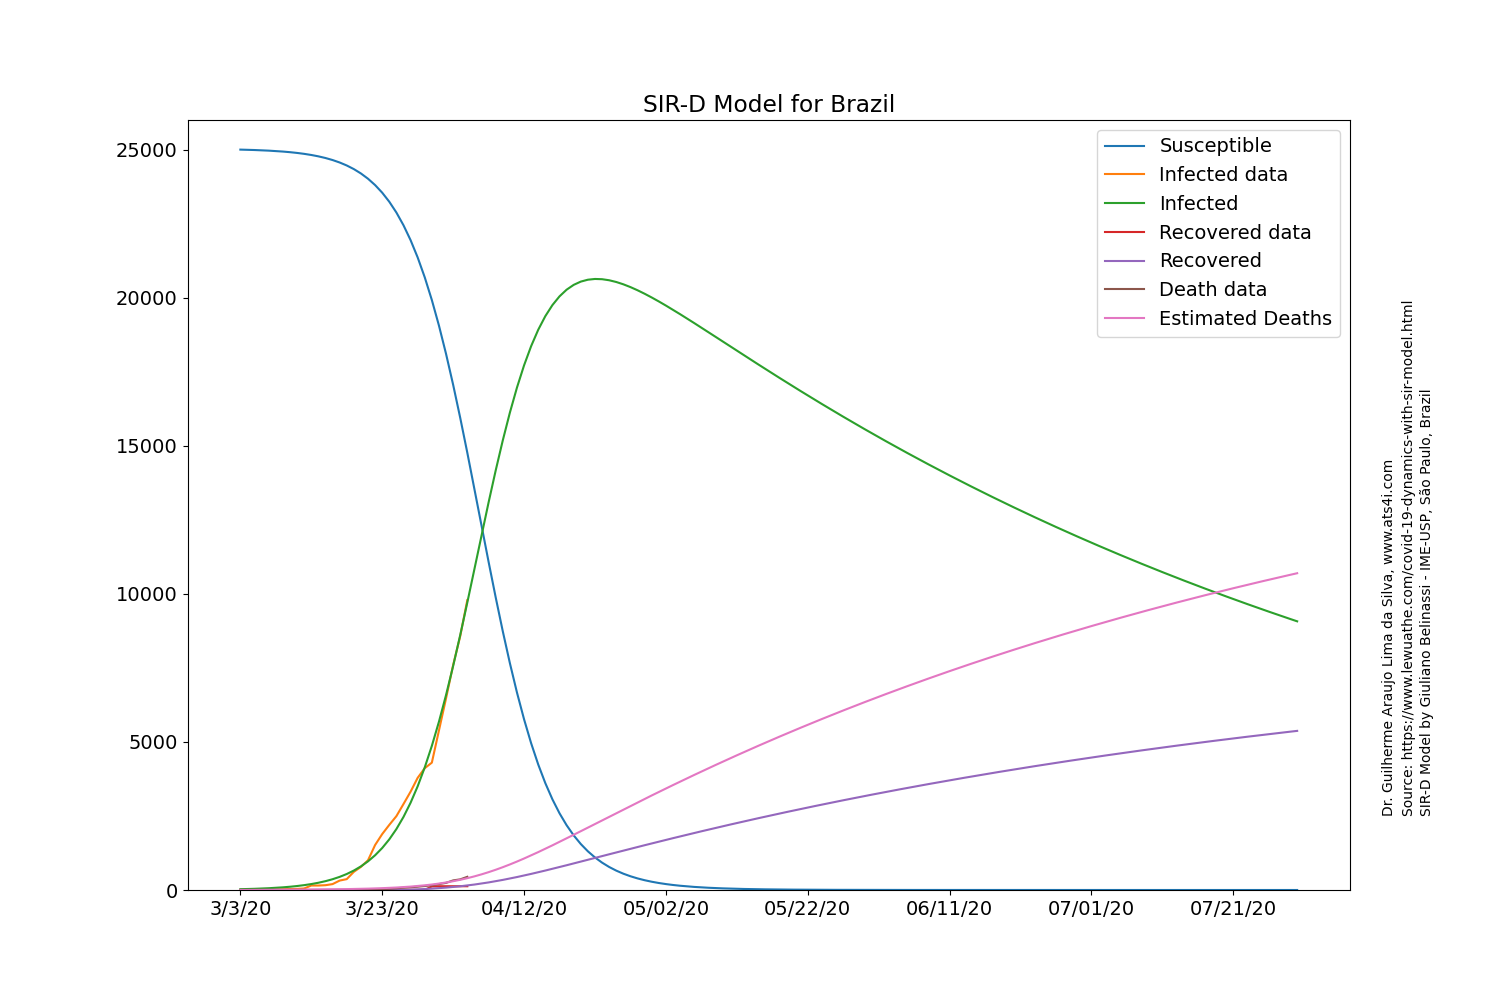 SIR-D Model for Brazil
25000
20000
15000
10000
5000
0
3/3/20
3/23/20
04/12/20
05/02/20
05/22/20
06/11/20
07/01/20
07/21/20
Susceptible
Infected data
Infected
Recovered data
Recovered
Death data
Estimated Deaths
Dr. Guilherme Araujo Lima da Silva, www.ats4i.com
Source: https://www.lewuathe.com/covid-19-dynamics-with-sir-model.html
SIR-D Model by Giuliano Belinassi - IME-USP, São Paulo, Brazil